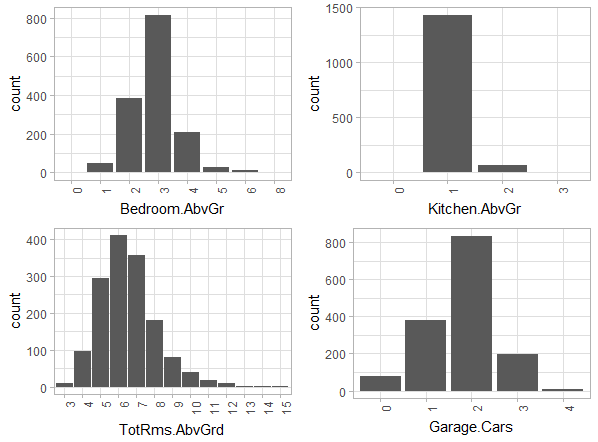 800
600
400
200
0
count
0 1 2 3 4 5 6 8
Bedroom.AbvGr
1500
1000
500
0
count
0 1 2 3
Kitchen.AbvGr
400
300
200
100
0
count
3 4 5 6 7 8 9 10 11 12 13 14 15
TotRms.AbvGrd
800
600
400
200
0
count
0 1 2 3 4
Garage.Cars